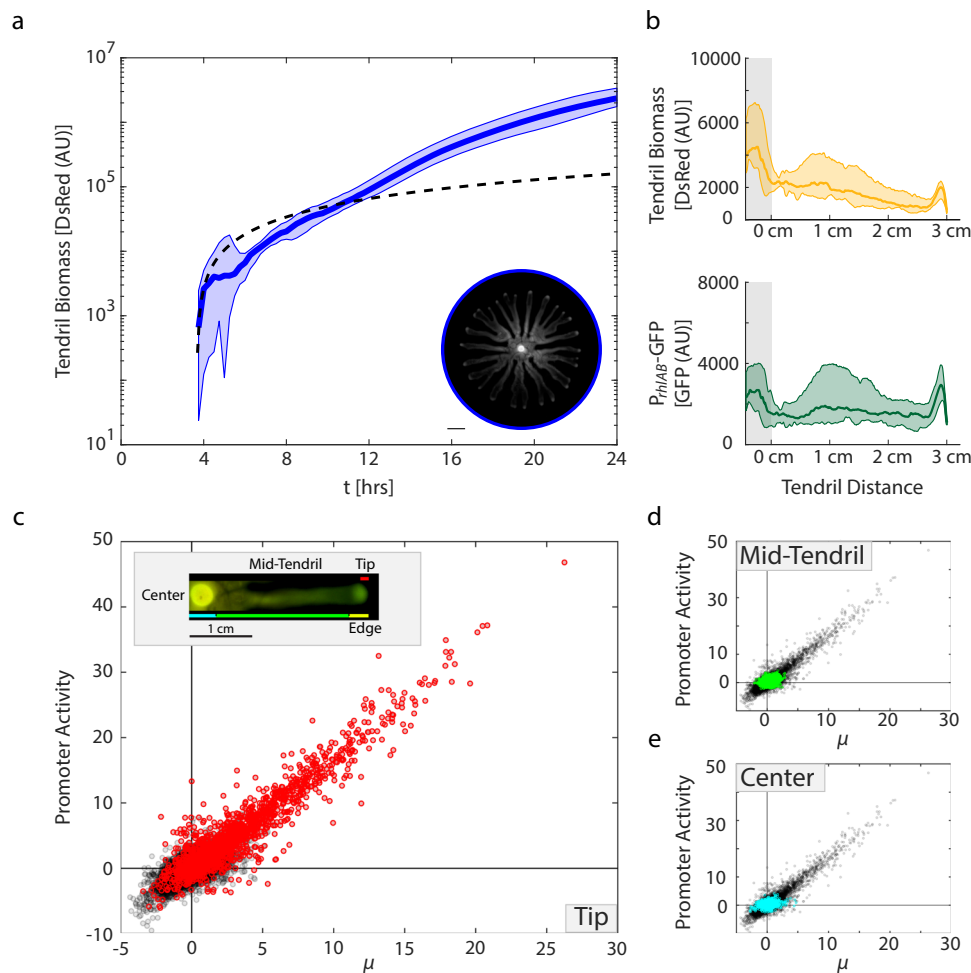 a
Tendril Biomass [DsRed (AU)]
10^7
10^5
10^3
10^1
0 4 8 12 16 20 24
t [hrs]
b
Tendril Biomass
[DsRed (AU)]
10000
6000
2000
0
0 cm 1 cm 2 cm 3 cm
P_rhlAB-GFP
[GFP (AU)]
8000
4000
0
0 cm 1 cm 2 cm 3 cm
Tendril Distance
c
Promoter Activity
50
40
30
20
10
0
-10
-5 0 5 10 15 20 25 30
μ
Mid-Tendril Tip
Center
1 cm
Edge
Tip
d
Mid-Tendril
Promoter Activity
50
30
10
0
-10
0 10 20 30
μ
e
Center
Promoter Activity
50
30
10
0
-10
0 10 20 30
μ